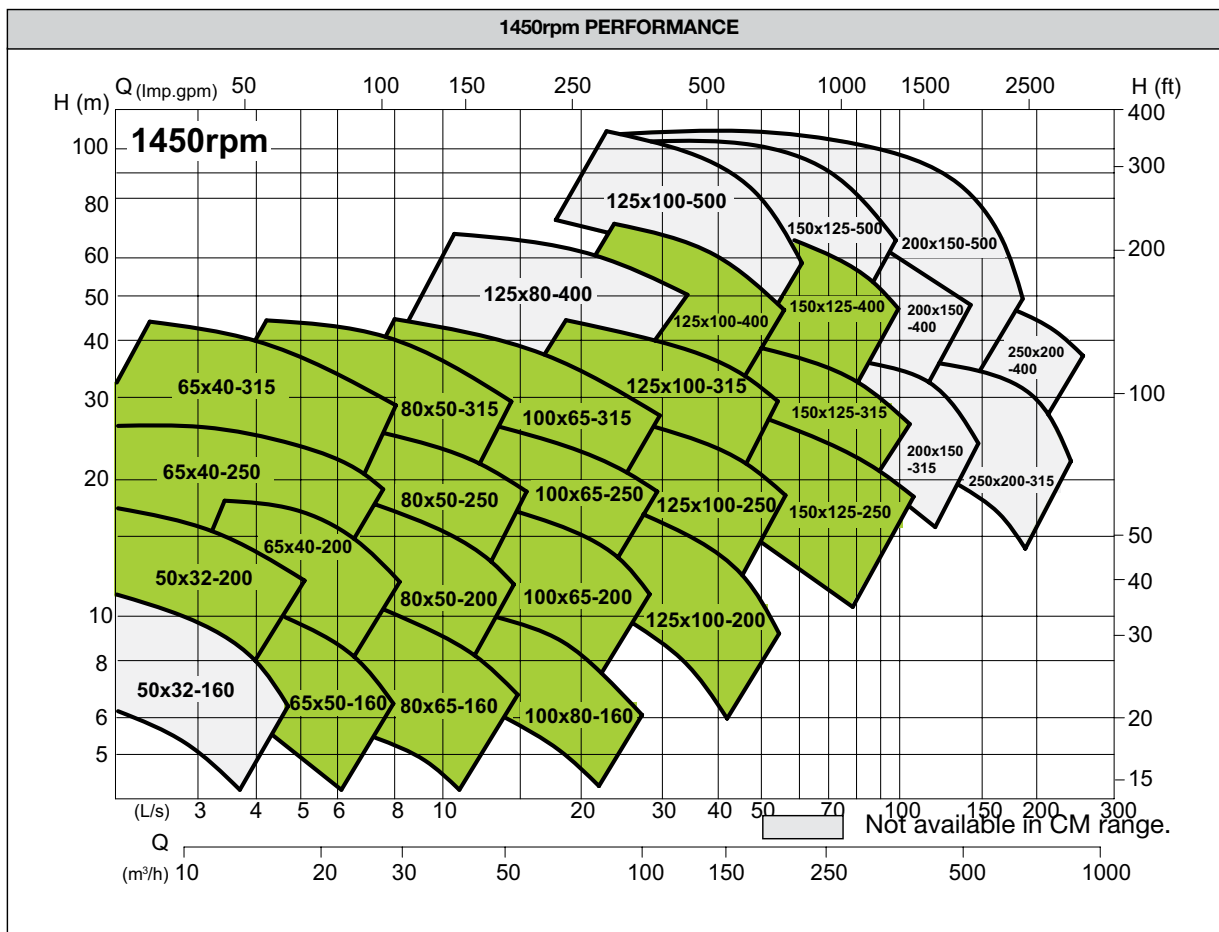 1450rpm PERFORMANCE
Q (Imp.gpm) 50 100 150 250 500 1000 1500 2500
H (m)
H (ft)
1450rpm
100
80
60
50
40
30
20
10
8
6
5
400
300
200
100
50
40
30
20
15
125x100-500
150x125-500
200x150-500
125x80-400
125x100-400
150x125-400
200x150
-400
250x200
-400
65x40-315
80x50-315
100x65-315
125x100-315
150x125-315
200x150
-315
250x200-315
65x40-250
80x50-250
100x65-250
125x100-250
150x125-250
50x32-200
65x40-200
80x50-200
100x65-200
125x100-200
50x32-160
65x50-160
80x65-160
100x80-160
(L/s) 3 4 5 6 8 10 20 30 40 50 70 100 150 200 300
Not available in CM range.
Q
(m³/h) 10 20 30 50 100 150 250 500 1000